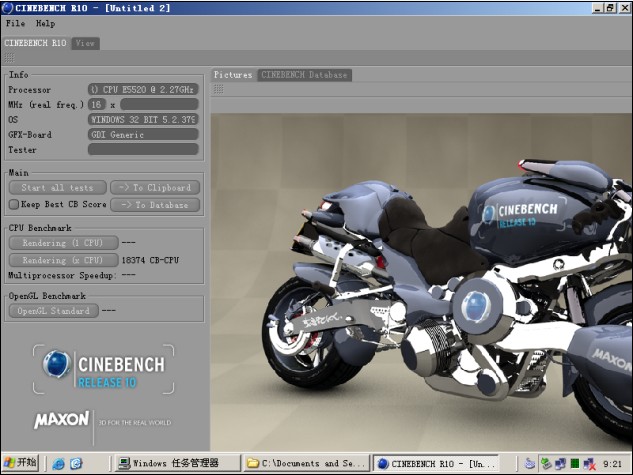 CINEBENCH R10 - [Untitled 2]
File Help
CINEBENCH R10 View
Info
Processor l) CPU E5520 @ 2.27GHz
MHz (real freq.) 16 x
OS WINDOWS 32 BIT 5.2.379
GFX-Board GDI Generic
Tester
Main
Start all tests -> To Clipboard
Keep Best CB Score -> To Database
CPU Benchmark
Rendering (1 CPU) ---
Rendering (x CPU) 18374 CB-CPU
Multiprocessor Speedup: ---
OpenGL Benchmark
OpenGL Standard ---
CINEBENCH
RELEASE 10
MAXON 3D FOR THE REAL WORLD
Pictures CINEBENCH Database
CINEBENCH
RELEASE 10
MAXON
开始 Windows 任务管理器 C:\Documents and Se... CINEBENCH R10 - [Un... 9:21